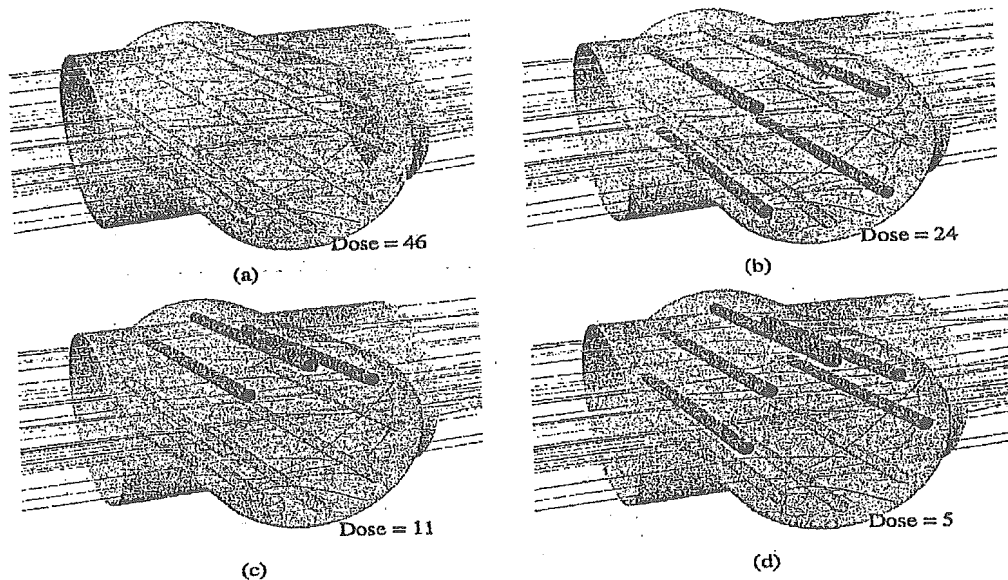 Dose = 46
(a)
Dose = 24
(b)
Dose = 11
(c)
Dose = 5
(d)